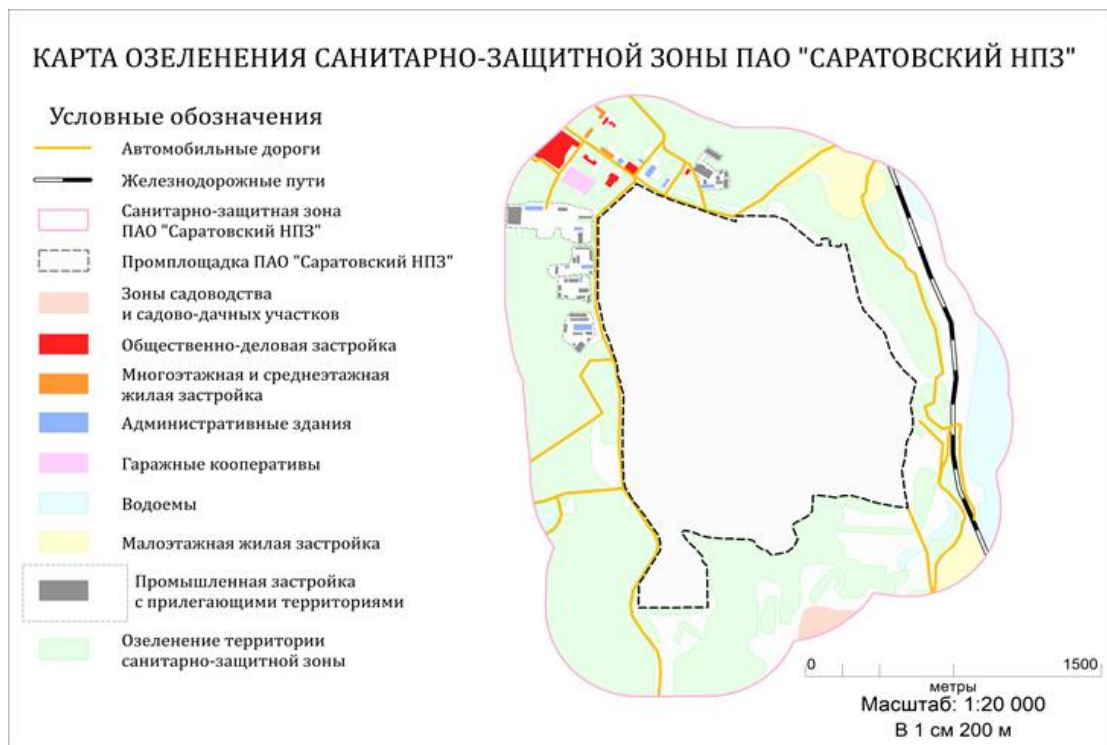 КАРТА ОЗЕЛЕНЕНИЯ САНИТАРНО-ЗАЩИТНОЙ ЗОНЫ ПАО "САРАТОВСКИЙ НПЗ"
Условные обозначения
Автомобильные дороги
Железнодорожные пути
Санитарно-защитная зона
ПАО "Саратовский НПЗ"
Промплощадка ПАО "Саратовский НПЗ"
Зоны садоводства
и садово-дачных участков
Общественно-деловая застройка
Многоэтажная и среднеэтажная
жилая застройка
Административные здания
Гаражные кооперативы
Водоемы
Малоэтажная жилая застройка
Промышленная застройка
с прилегающими территориями
Озеленение территории
санитарно-защитной зоны
0 1500
метры
Масштаб: 1:20 000
В 1 см 200 м